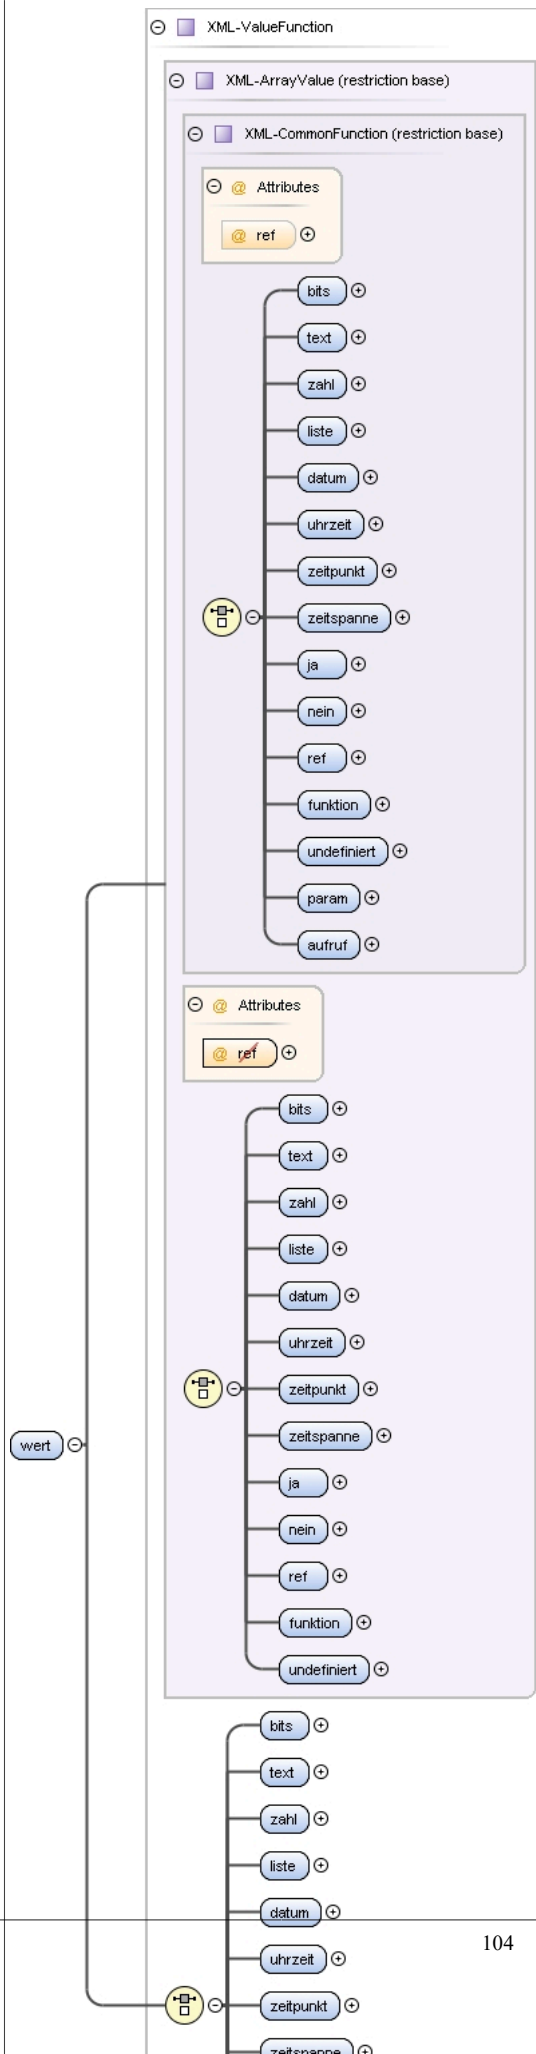 XML-ValueFunction
XML-ArrayValue (restriction base)
XML-CommonFunction (restriction base)
@ Attributes
@ ref
bits
text
zahl
liste
datum
uhrzeit
zeitpunkt
zeitspanne
ja
nein
ref
funktion
undefiniert
param
aufruf
@ Attributes
@ ref
bits
text
zahl
liste
datum
uhrzeit
zeitpunkt
zeitspanne
wert
ja
nein
ref
funktion
undefiniert
bits
text
zahl
liste
datum
104
uhrzeit
zeitpunkt
zeitspanne